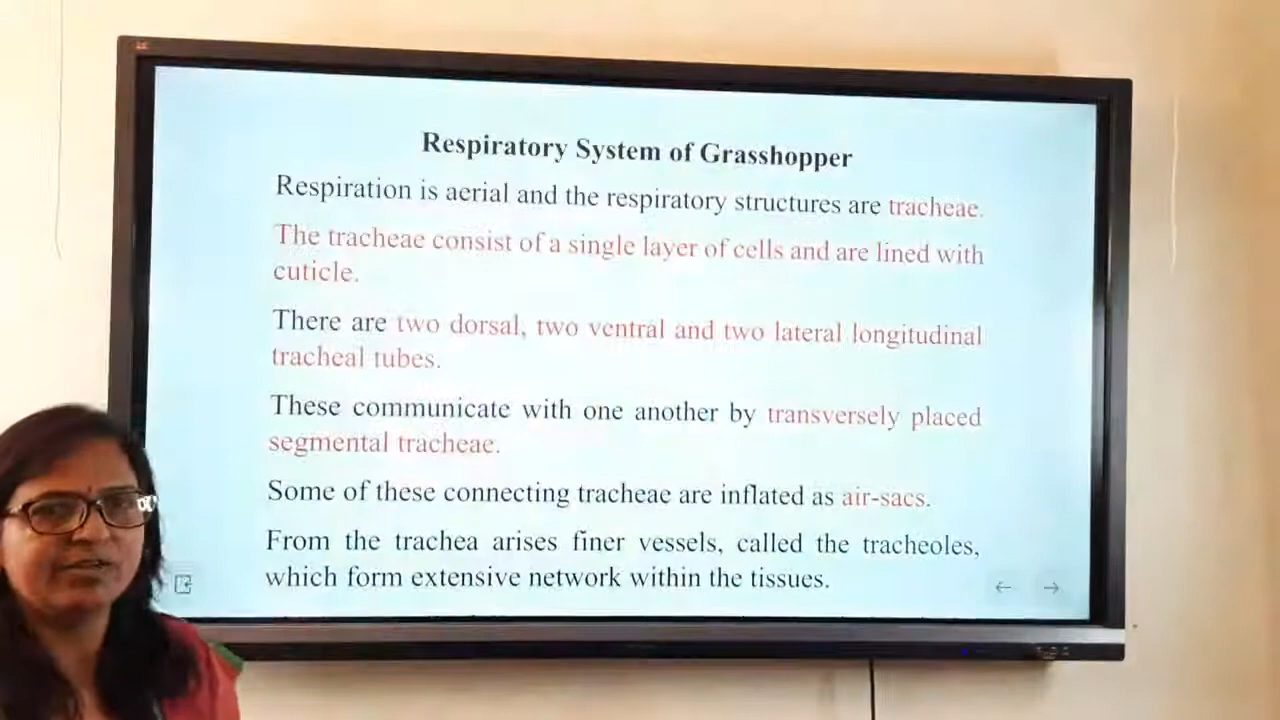 Respiratory System of Grasshopper
Respiration is aerial and the respiratory structures are tracheae.
The tracheae consist of a single layer of cells and are lined with
cuticle.
There are two dorsal, two ventral and two lateral longitudinal
tracheal tubes.
These communicate with one another by transversely placed
segmental tracheae.
Some of these connecting tracheae are inflated as air-sacs.
From the trachea arises finer vessels, called the tracheoles,
which form extensive network within the tissues.